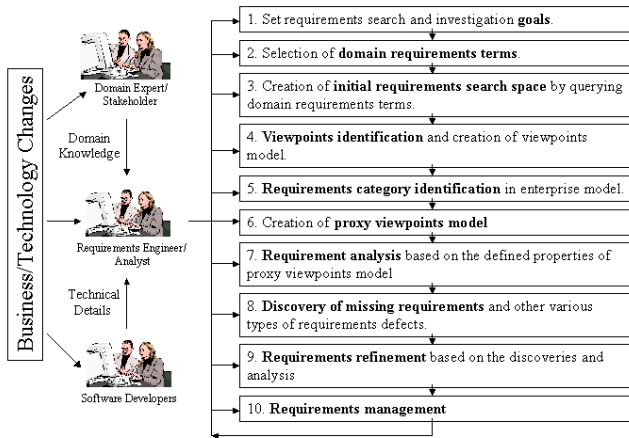 Business/Technology Changes
Domain Expert/
Stakeholder
Domain
Knowledge
Requirements Engineer/
Analyst
Technical
Details
Software Developers
1. Set requirements search and investigation goals.
2. Selection of domain requirements terms.
3. Creation of initial requirements search space by querying
domain requirements terms.
4. Viewpoints identification and creation of viewpoints
model.
5. Requirements category identification in enterprise model.
6. Creation of proxy viewpoints model
7. Requirement analysis based on the defined properties of
proxy viewpoints model
8. Discovery of missing requirements and other various
types of requirements defects.
9. Requirements refinement based on the discoveries and
analysis
10. Requirements management